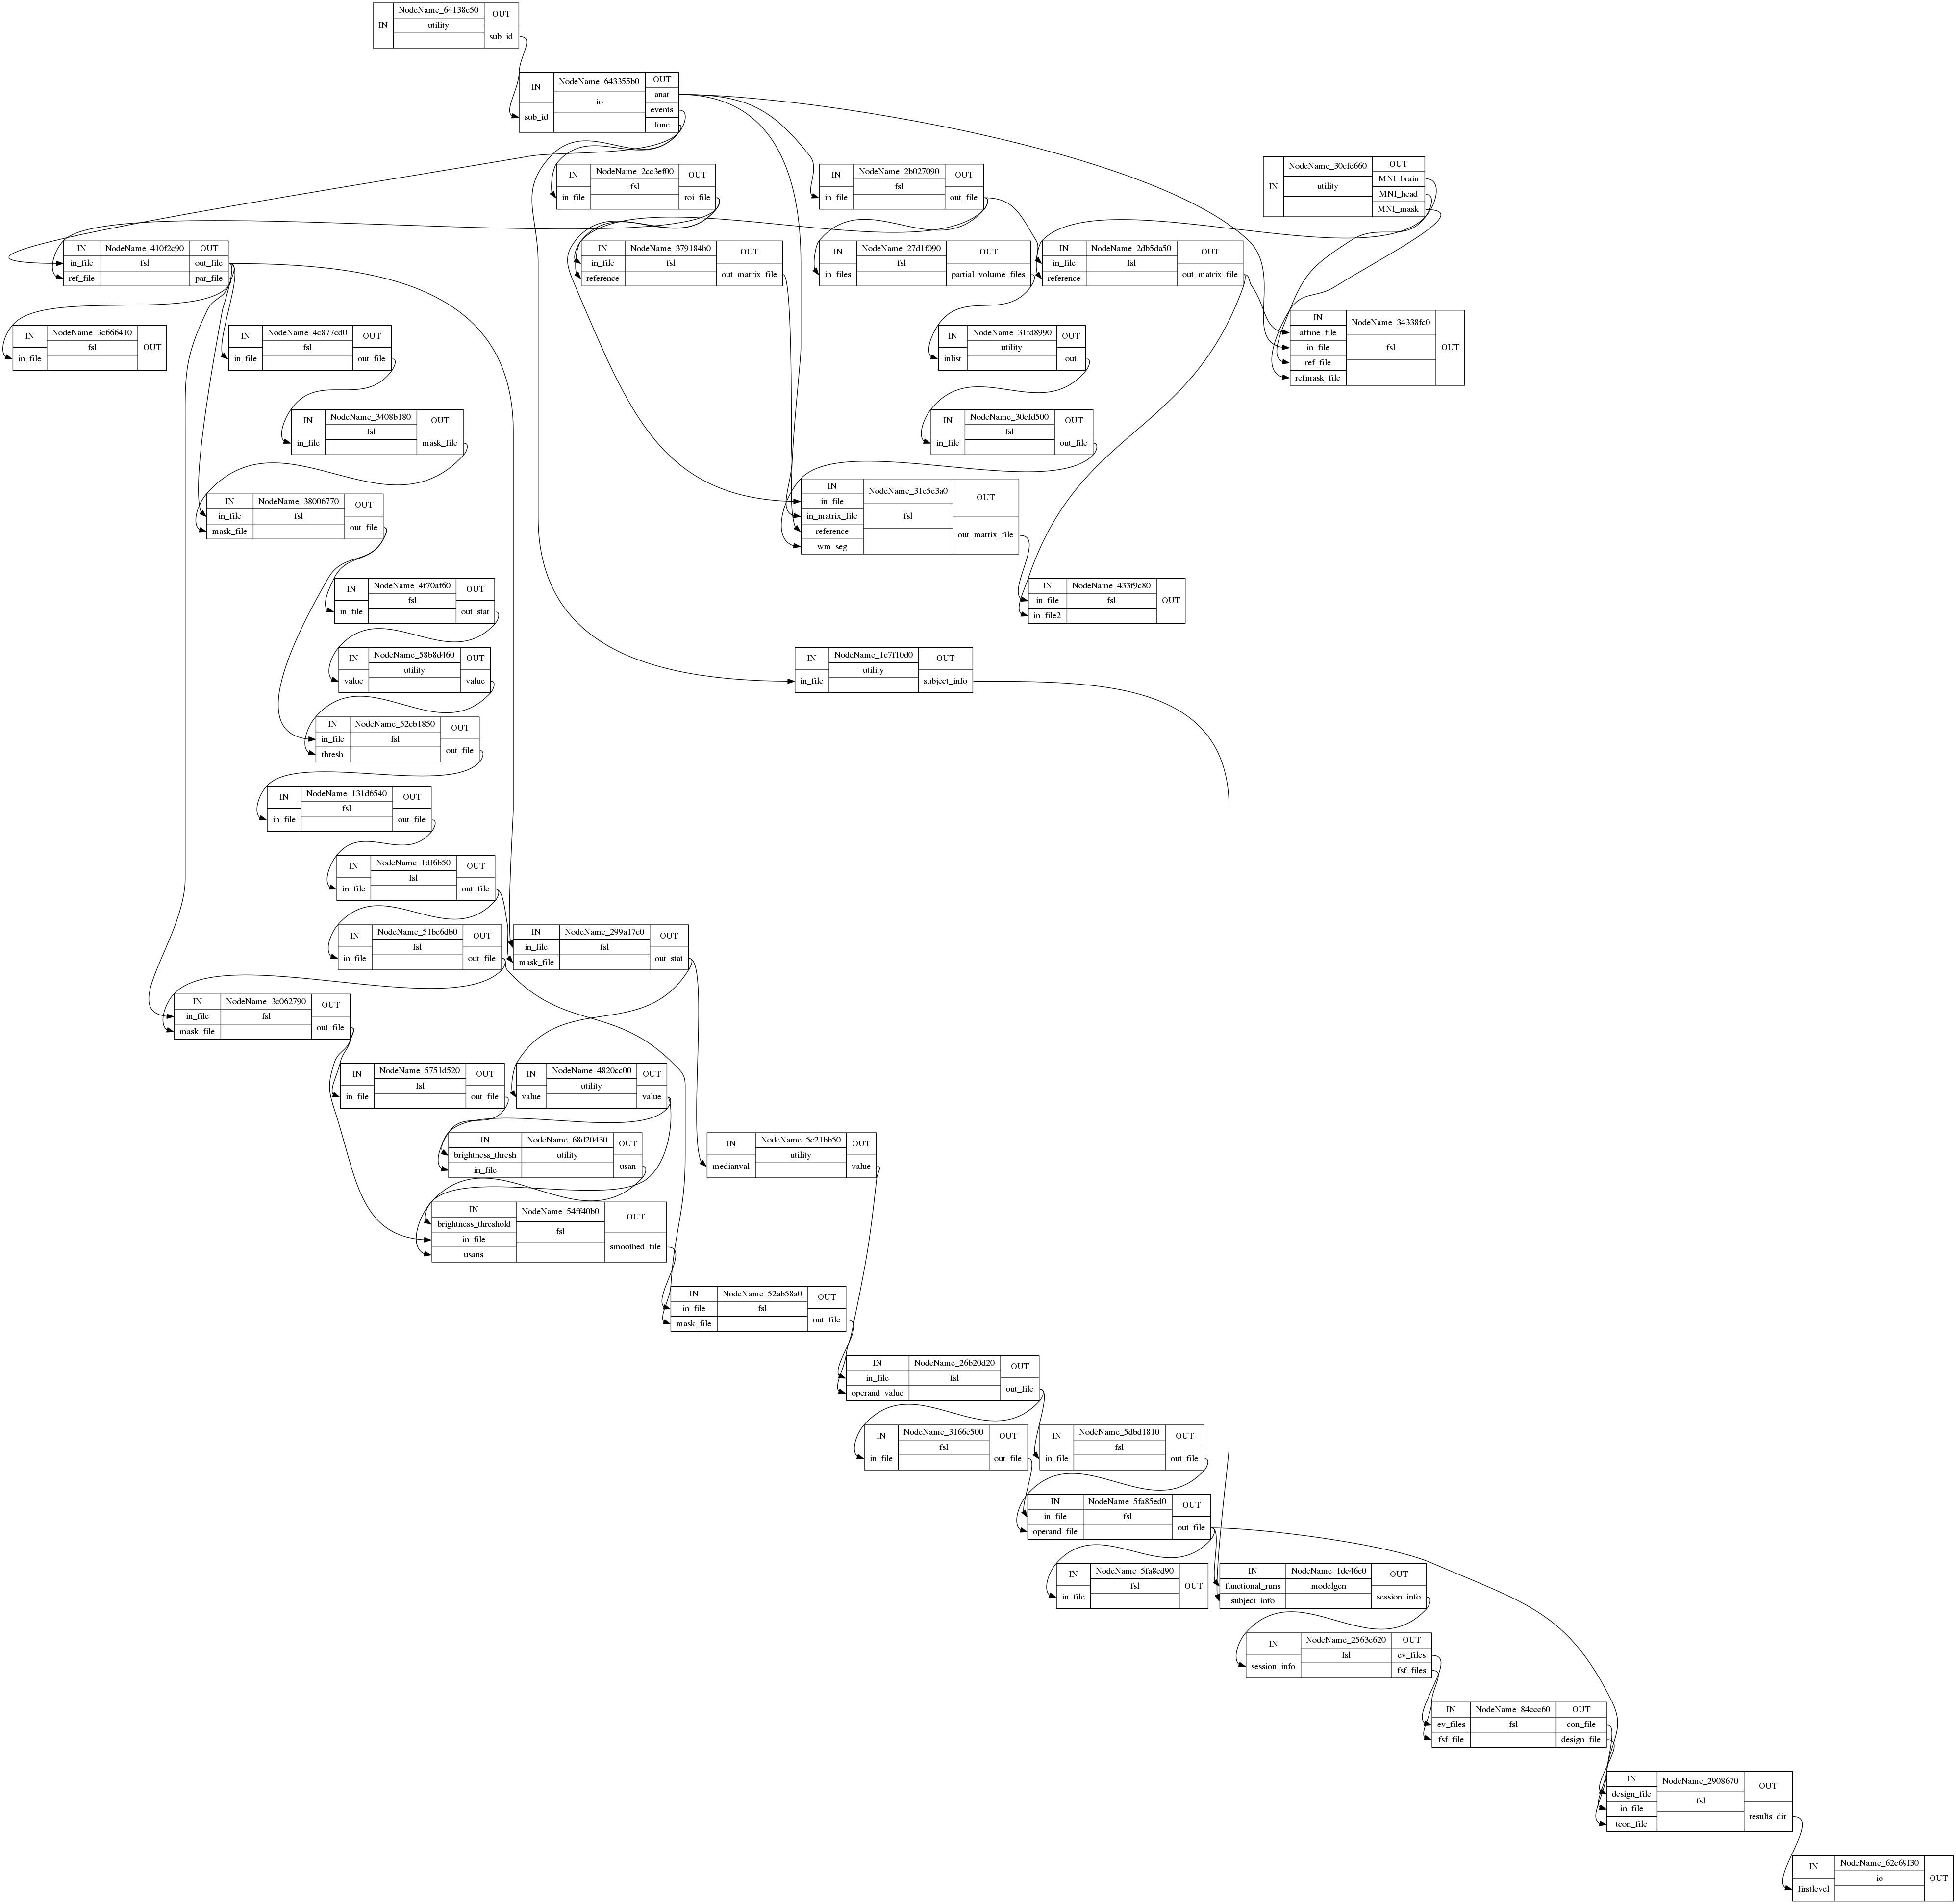 IN
NodeName_64138c50
utility
OUT
sub_id
IN
sub_id
NodeName_643355b0
io
OUT
anat
events
func
IN
in_file
NodeName_2cc3ef00
fsl
OUT
roi_file
IN
in_file
NodeName_2b027090
fsl
OUT
out_file
IN
NodeName_30cfe660
utility
OUT
MNI_brain
MNI_head
MNI_mask
IN
in_file
ref_file
NodeName_410f2c90
fsl
OUT
out_file
par_file
IN
in_file
reference
NodeName_379184b0
fsl
OUT
out_matrix_file
IN
in_files
NodeName_27d1f090
fsl
OUT
partial_volume_files
IN
in_file
reference
NodeName_2db5da50
fsl
OUT
out_matrix_file
IN
in_file
NodeName_3c666410
fsl
OUT
IN
in_file
NodeName_4c877cd0
fsl
OUT
out_file
IN
inlist
NodeName_31fd8990
utility
OUT
out
IN
affine_file
in_file
ref_file
refmask_file
NodeName_34338fc0
fsl
OUT
IN
in_file
NodeName_3408b180
fsl
OUT
mask_file
IN
in_file
NodeName_30cfd500
fsl
OUT
out_file
IN
in_file
mask_file
NodeName_38006770
fsl
OUT
out_file
IN
in_file
in_matrix_file
reference
wm_seg
NodeName_31e5e3a0
fsl
OUT
out_matrix_file
IN
in_file
NodeName_4f70af60
fsl
OUT
out_stat
IN
in_file
in_file2
NodeName_433f9c80
fsl
OUT
IN
value
NodeName_58b8d460
utility
OUT
value
IN
in_file
NodeName_1c7f10d0
utility
OUT
subject_info
IN
in_file
thresh
NodeName_52cb1850
fsl
OUT
out_file
IN
in_file
NodeName_131d6540
fsl
OUT
out_file
IN
in_file
NodeName_1df6b50
fsl
OUT
out_file
IN
in_file
NodeName_51be6db0
fsl
OUT
out_file
IN
in_file
mask_file
NodeName_299a17c0
fsl
OUT
out_stat
IN
in_file
mask_file
NodeName_3c062790
fsl
OUT
out_file
IN
in_file
NodeName_5751d520
fsl
OUT
out_file
IN
value
NodeName_4820cc00
utility
OUT
value
IN
brightness_thresh
in_file
NodeName_68d20430
utility
OUT
usan
IN
medianval
NodeName_5c21bb50
utility
OUT
value
IN
brightness_threshold
in_file
usans
NodeName_54ff40b0
fsl
OUT
smoothed_file
IN
in_file
mask_file
NodeName_52ab58a0
fsl
OUT
out_file
IN
in_file
operand_value
NodeName_26b20d20
fsl
OUT
out_file
IN
in_file
NodeName_3166e500
fsl
OUT
out_file
IN
in_file
NodeName_5dbd1810
fsl
OUT
out_file
IN
in_file
operand_file
NodeName_5fa85ed0
fsl
OUT
out_file
IN
in_file
NodeName_5fa8ed90
fsl
OUT
IN
functional_runs
subject_info
NodeName_1dc46c0
modelgen
OUT
session_info
IN
session_info
NodeName_2563e620
fsl
OUT
ev_files
fsf_files
IN
ev_files
fsf_file
NodeName_84ccc60
fsl
OUT
con_file
design_file
IN
design_file
in_file
tcon_file
NodeName_2908670
fsl
OUT
results_dir
IN
firstlevel
NodeName_62c69f30
io
OUT